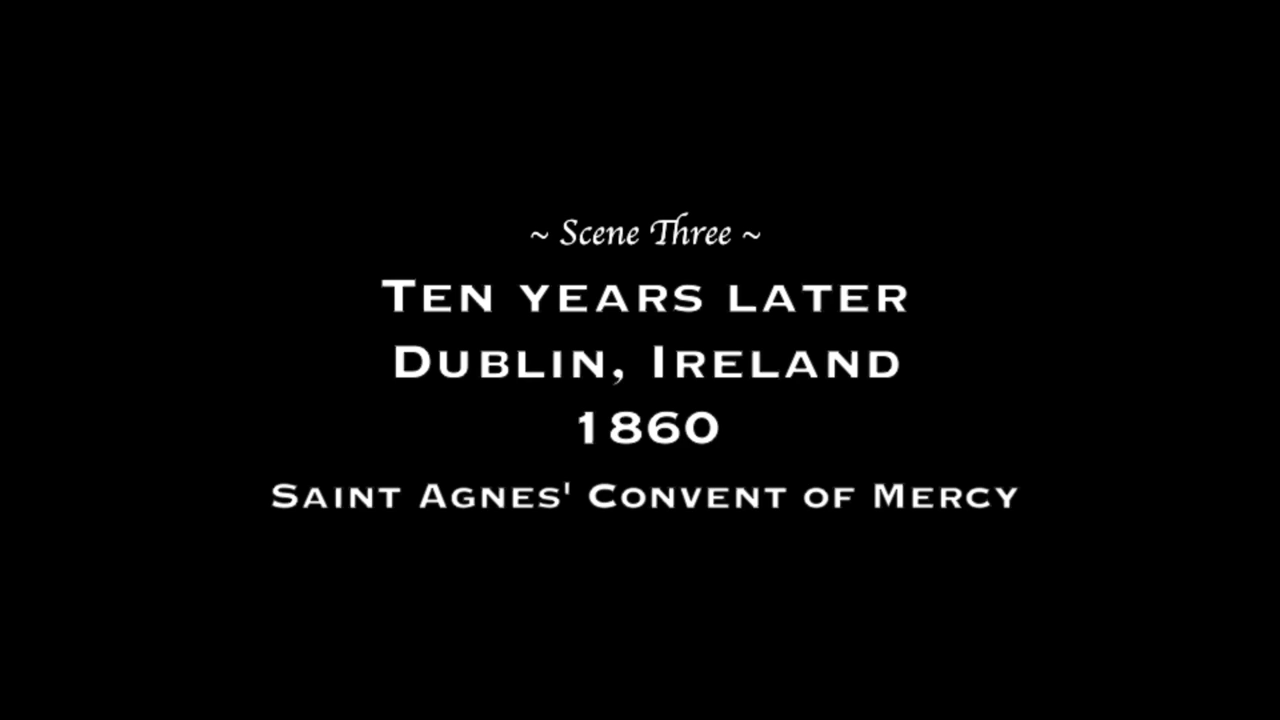 ~ Scene Three ~
Ten years later
Dublin, Ireland
1860
Saint Agnes' Convent of Mercy